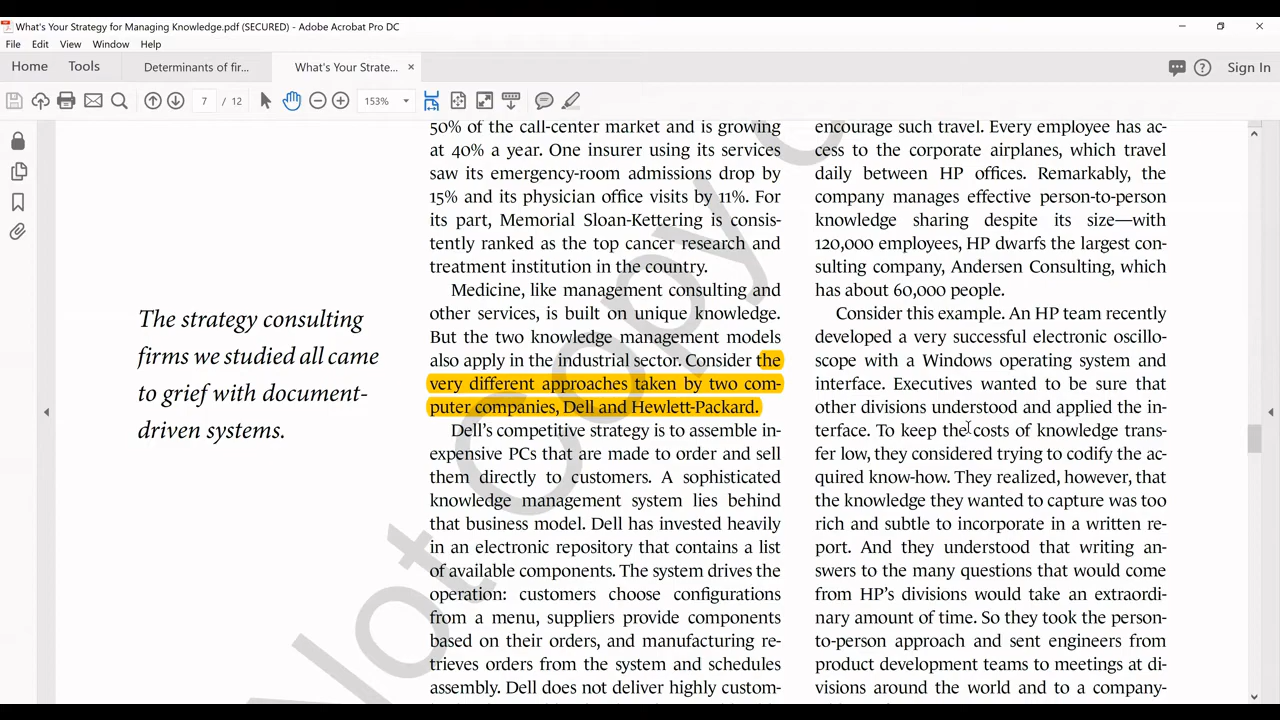 What's Your Strategy for Managing Knowledge.pdf (SECURED) - Adobe Acrobat Pro DC
File Edit View Window Help
Home Tools Determinants of fir... What's Your Strate... ×
7 / 12 153% Sign In
50% of the call-center market and is growing
at 40% a year. One insurer using its services
saw its emergency-room admissions drop by
15% and its physician office visits by 11%. For
its part, Memorial Sloan-Kettering is consis-
tently ranked as the top cancer research and
treatment institution in the country.
Medicine, like management consulting and
other services, is built on unique knowledge.
But the two knowledge management models
also apply in the industrial sector. Consider the
very different approaches taken by two com-
puter companies, Dell and Hewlett-Packard.
Dell's competitive strategy is to assemble in-
expensive PCs that are made to order and sell
them directly to customers. A sophisticated
knowledge management system lies behind
that business model. Dell has invested heavily
in an electronic repository that contains a list
of available components. The system drives the
operation: customers choose configurations
from a menu, suppliers provide components
based on their orders, and manufacturing re-
trieves orders from the system and schedules
assembly. Dell does not deliver highly custom-
encourage such travel. Every employee has ac-
cess to the corporate airplanes, which travel
daily between HP offices. Remarkably, the
company manages effective person-to-person
knowledge sharing despite its size—with
120,000 employees, HP dwarfs the largest con-
sulting company, Andersen Consulting, which
has about 60,000 people.
Consider this example. An HP team recently
developed a very successful electronic oscillo-
scope with a Windows operating system and
interface. Executives wanted to be sure that
other divisions understood and applied the in-
terface. To keep the costs of knowledge trans-
fer low, they considered trying to codify the ac-
quired know-how. They realized, however, that
the knowledge they wanted to capture was too
rich and subtle to incorporate in a written re-
port. And they understood that writing an-
swers to the many questions that would come
from HP's divisions would take an extraordi-
nary amount of time. So they took the person-
to-person approach and sent engineers from
product development teams to meetings at di-
visions around the world and to a company-
The strategy consulting
firms we studied all came
to grief with document-
driven systems.
Not Copy